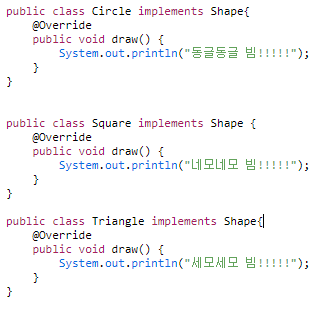 public class Circle implements Shape{
    @Override
    public void draw() {
        System.out.println("동글동글 빔!!!!!");
    }
}
public class Square implements Shape {
    @Override
    public void draw() {
        System.out.println("네모네모 빔!!!!!");
    }
}
public class Triangle implements Shape{
    @Override
    public void draw() {
        System.out.println("세모세모 빔!!!!!");
    }
}